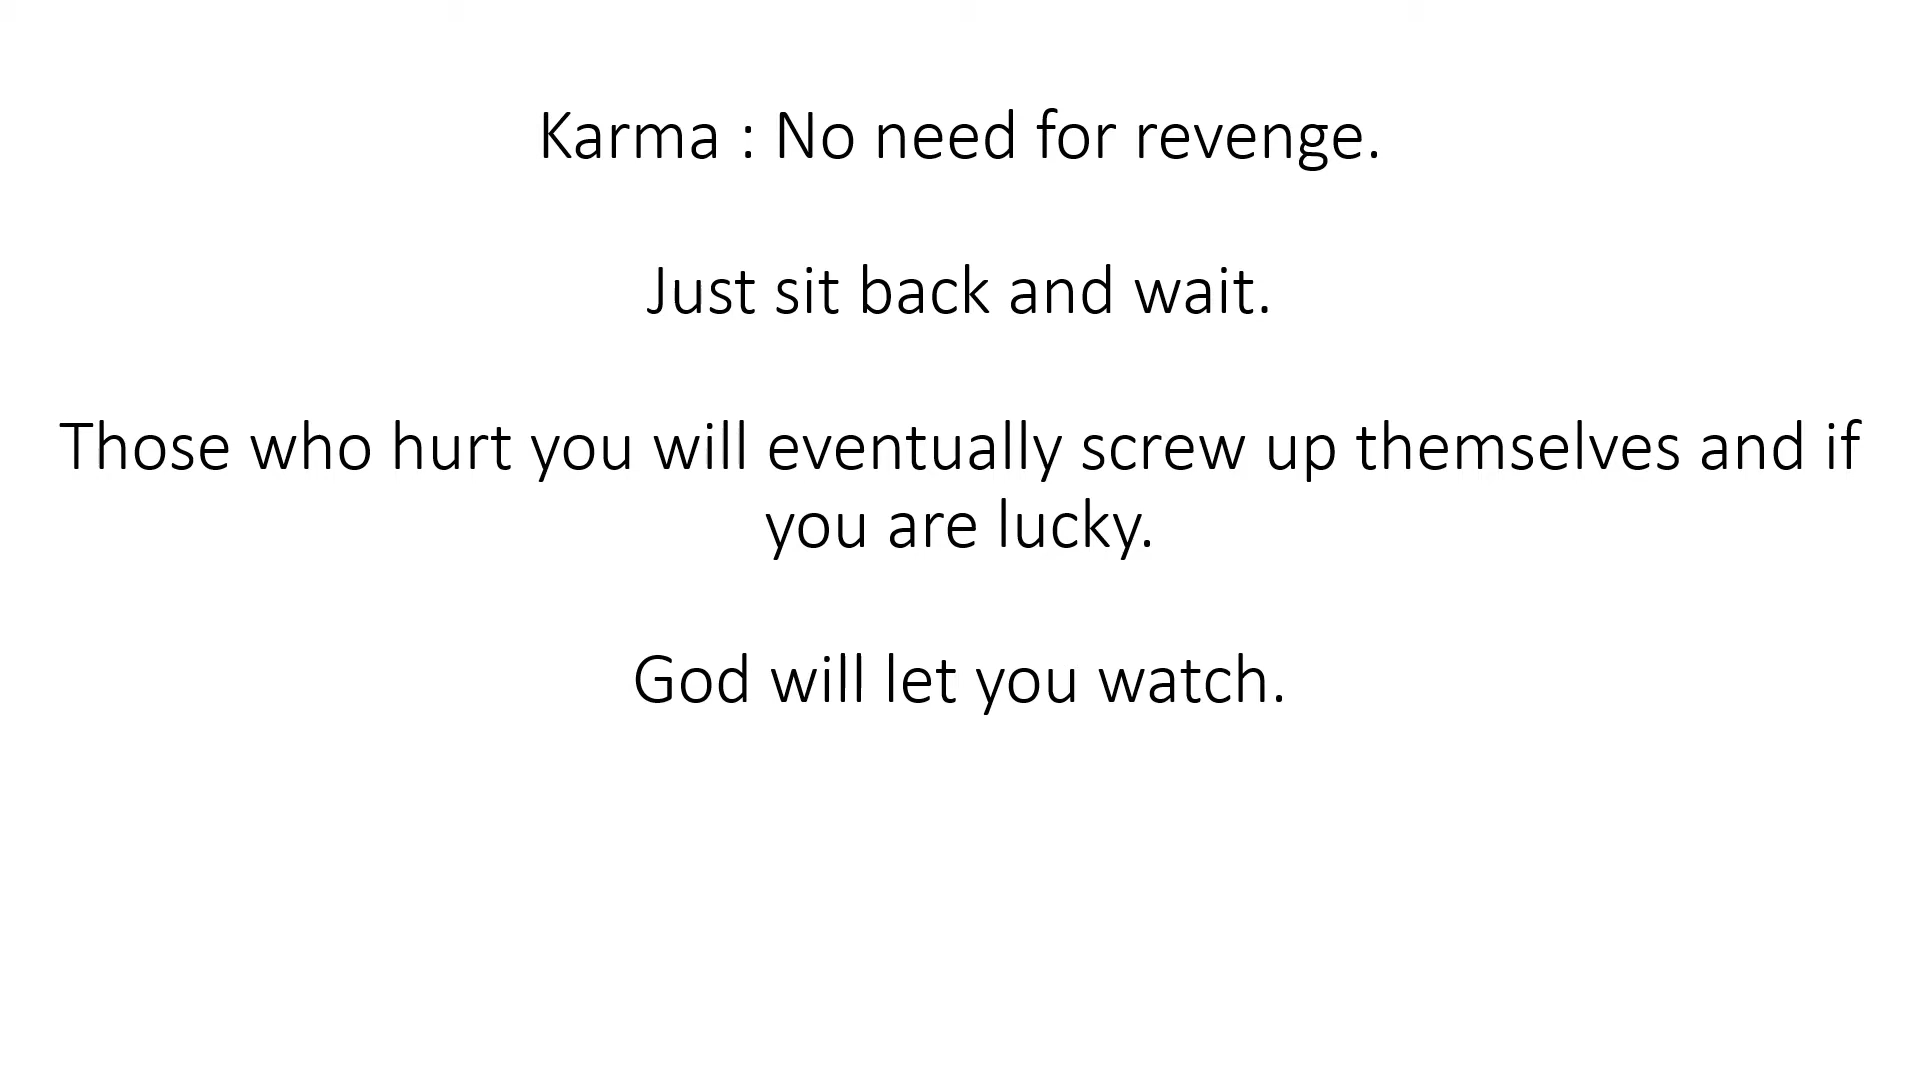 Karma : No need for revenge.
Just sit back and wait.
Those who hurt you will eventually screw up themselves and if
you are lucky.
God will let you watch.